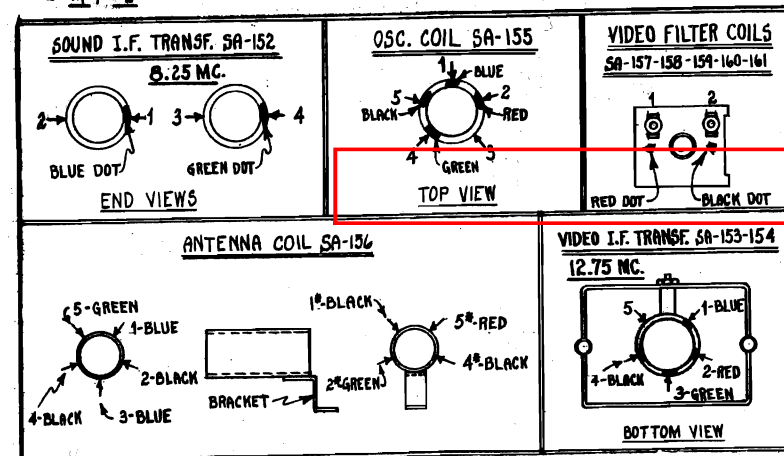 SOUND I.F. TRANSF. SA-152
8.25 MC.
2
1
3
4
BLUE DOT
GREEN DOT
END VIEWS
OSC. COIL SA-155
1
BLUE
5
2
BLACK
RED
4
3
GREEN
TOP VIEW
VIDEO FILTER COILS
SA-157-158-159-160-161
1
2
RED DOT
BLACK DOT
ANTENNA COIL SA-156
5-GREEN
1-BLUE
2-BLACK
4-BLACK
3-BLUE
BRACKET
1*-BLACK
5*-RED
4*-BLACK
2*GREEN
VIDEO I.F. TRANSF. SA-153-154
12.75 MC.
5
1-BLUE
4-BLACK
2-RED
3-GREEN
BOTTOM VIEW